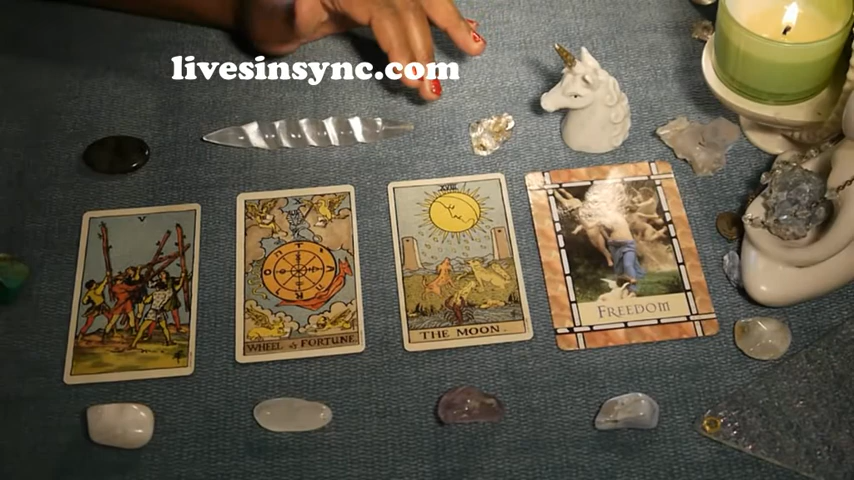 livesinsync.com
V
X
WHEEL of FORTUNE.
XVIII
THE MOON.
FREEDOM